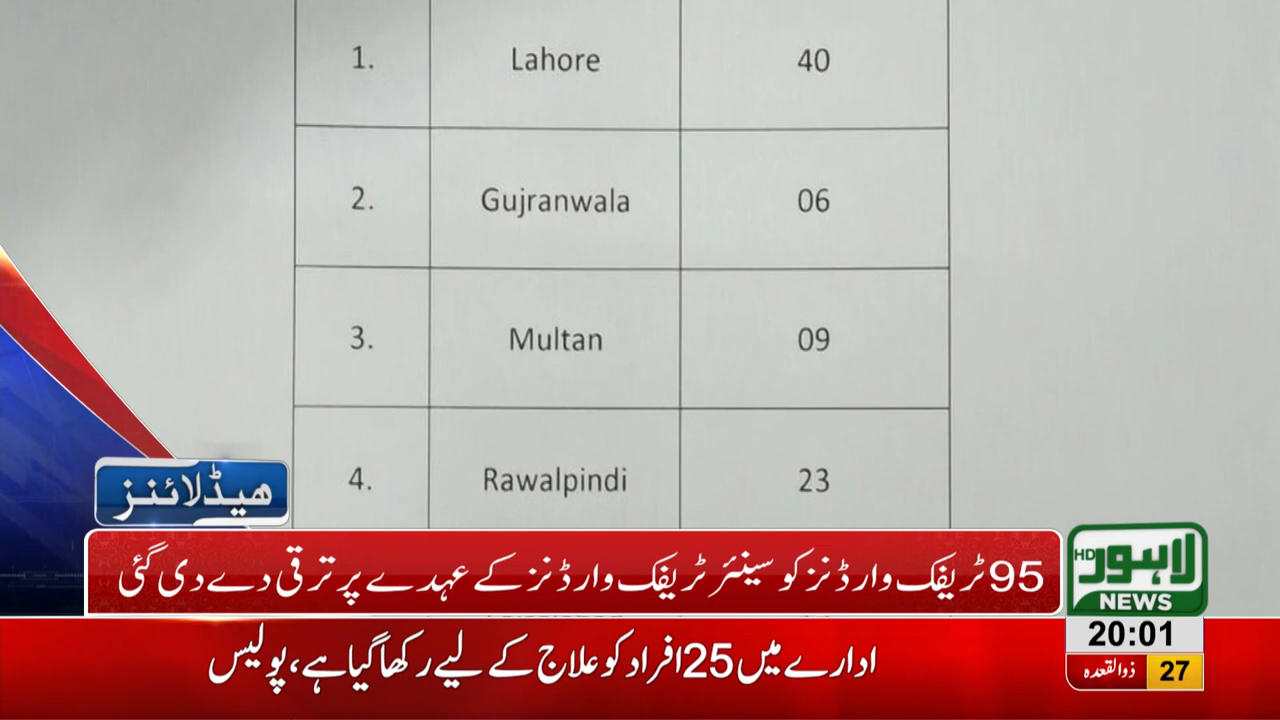 1. Lahore 40
2. Gujranwala 06
3. Multan 09
4. Rawalpindi 23
ہیڈلائنز
95 ٹریفک وارڈنز کو سینئر ٹریفک وارڈنز کے عہدے پر ترقی دے دی گئی
لاہور HD
NEWS
20:01
ادارے میں 25 افراد کو علاج کے لیے رکھا گیا ہے، پولیس
27 ذوالقعدہ